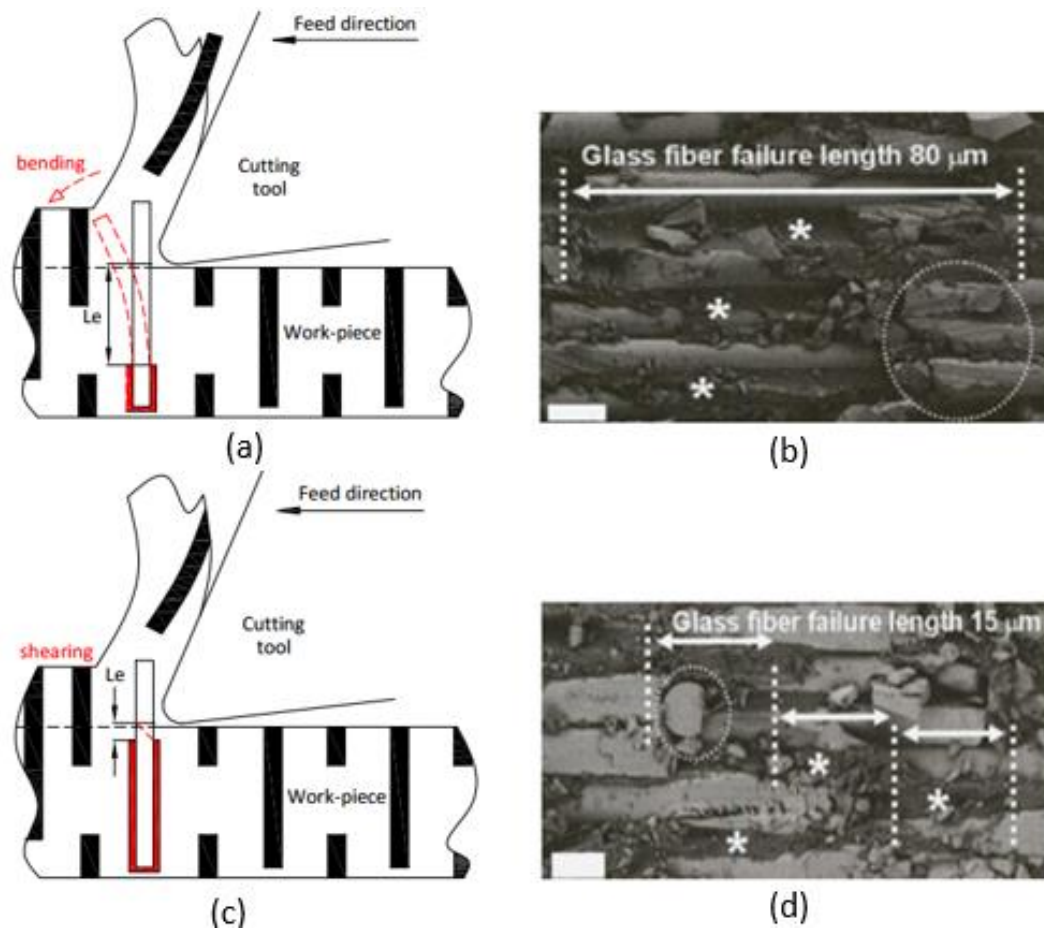 Feed direction
bending
Cutting
tool
Le
Work-piece
(a)
Glass fiber failure length 80 μm
*
*
*
(b)
Feed direction
shearing
Cutting
tool
Le
Work-piece
(c)
Glass fiber failure length 15 μm
*
*
*
(d)